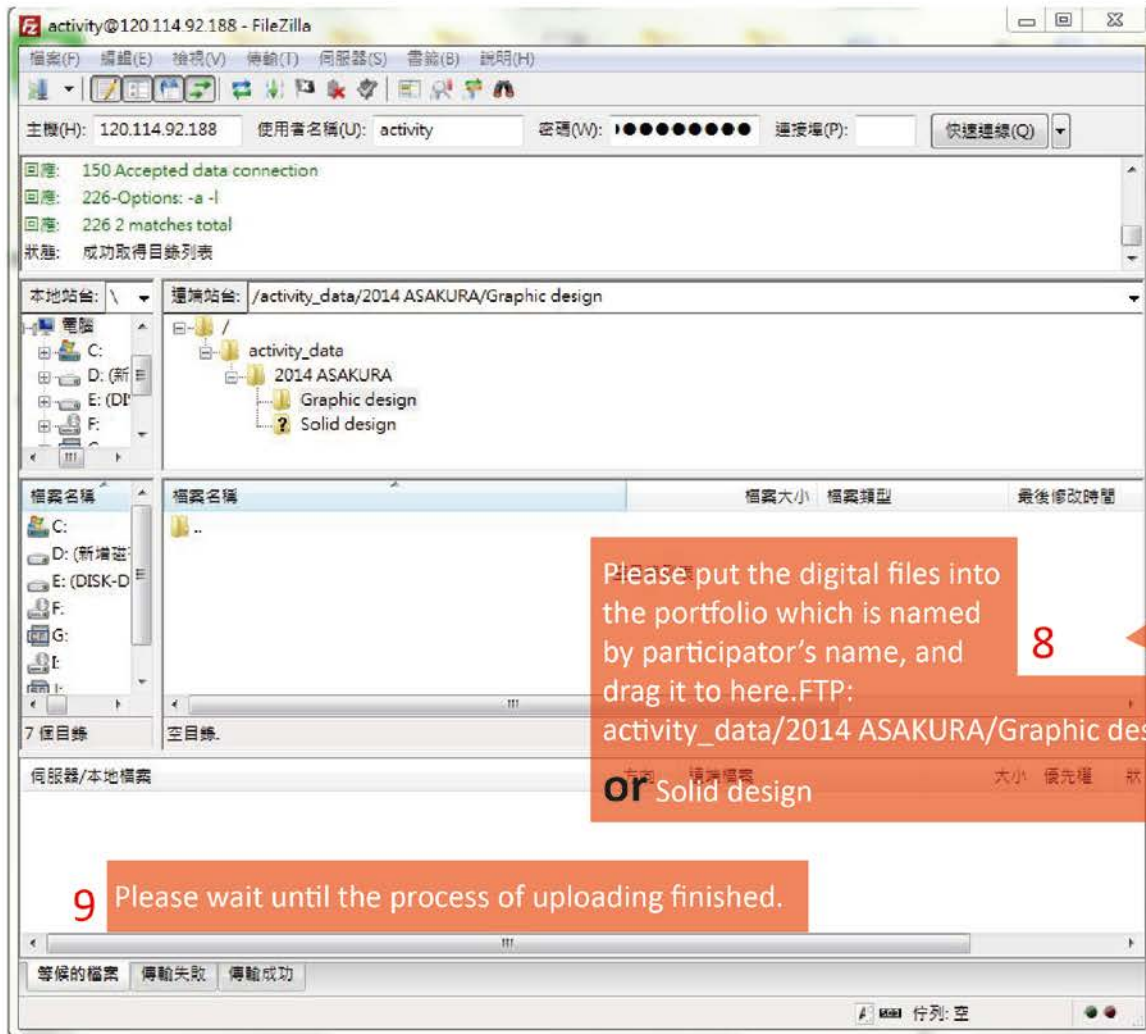 activity@120.114.92.188 - FileZilla
檔案(F) 編輯(E) 檢視(V) 傳輸(T) 伺服器(S) 書籤(B) 說明(H)
主機(H): 120.114.92.188 使用者名稱(U): activity 密碼(W): ●●●●●●●●● 連接埠(P): 快速連線(Q)
回應: 150 Accepted data connection
回應: 226-Options: -a -l
回應: 226 2 matches total
狀態: 成功取得目錄列表
本地站台: \ 遠端站台: /activity_data/2014 ASAKURA/Graphic design
電腦
C:
D: (新
E: (DI
F:
/
activity_data
2014 ASAKURA
Graphic design
Solid design
檔案名稱
C:
D: (新增磁
E: (DISK-D
F:
G:
I:
7 個目錄
檔案名稱 檔案大小 檔案類型 最後修改時間
..
空目錄.
Please put the digital files into
the portfolio which is named
by participator's name, and
drag it to here.FTP:
activity_data/2014 ASAKURA/Graphic des
or Solid design
8
伺服器/本地檔案 方向 遠端檔案 大小 優先權 狀
9 Please wait until the process of uploading finished.
等候的檔案 傳輸失敗 傳輸成功
佇列: 空